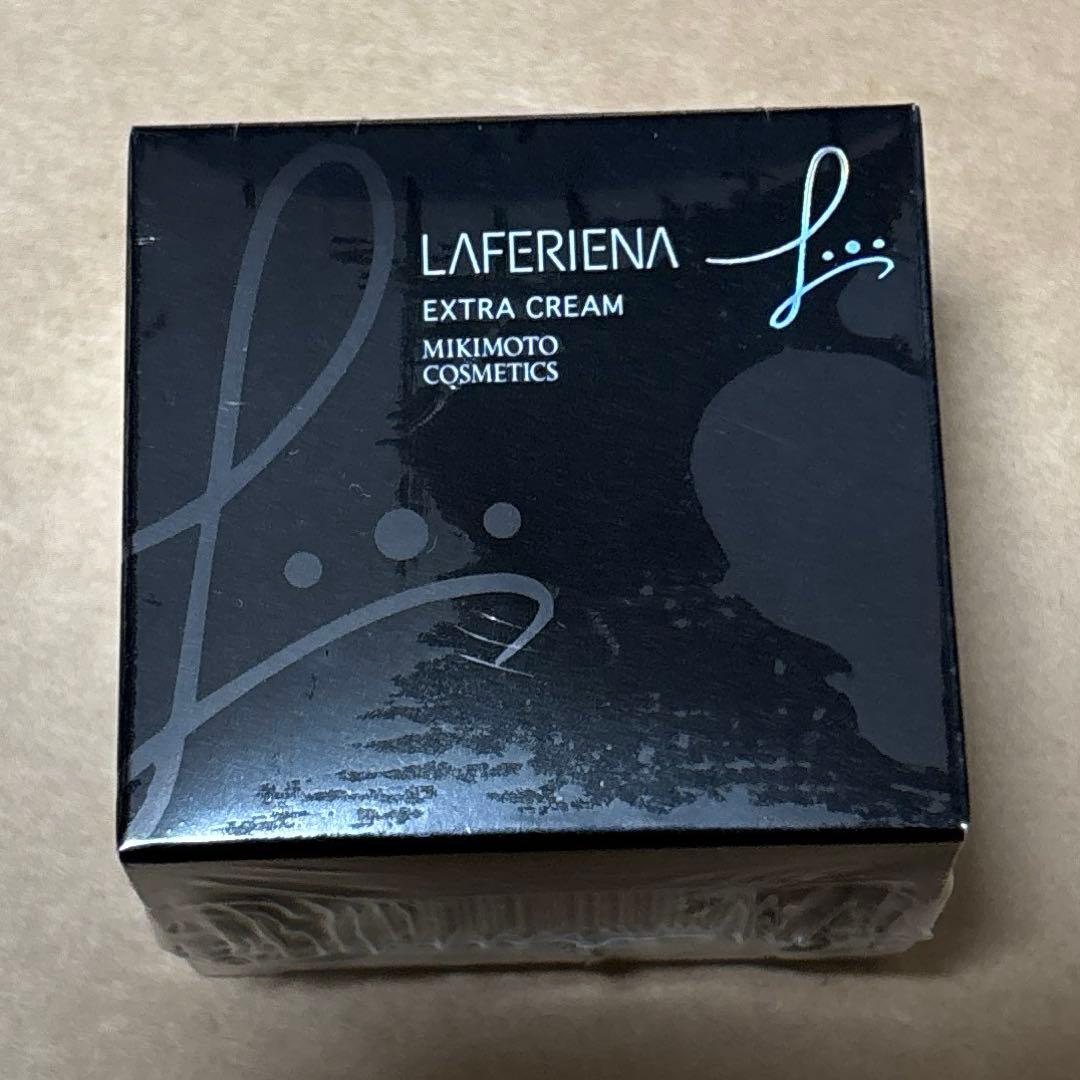 LAFERIENA
EXTRA CREAM
MIKIMOTO
COSMETICS